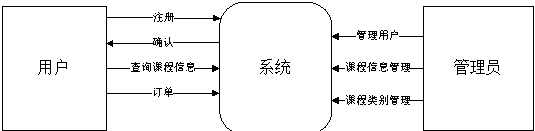 注册
确认
查询课程信息
订单
用户
系统
管理用户
课程信息管理
课程类别管理
管理员